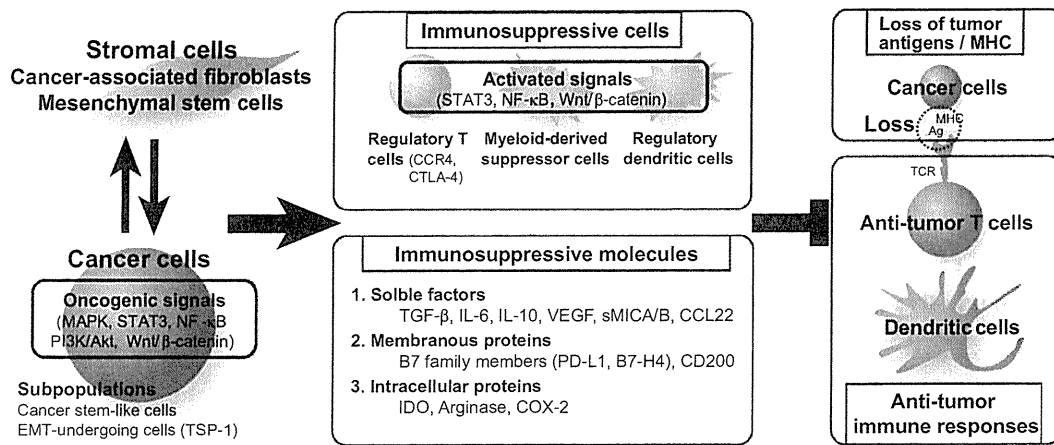 Stromal cells
Cancer-associated fibroblasts
Mesenchymal stem cells
Cancer cells
Oncogenic signals
(MAPK, STAT3, NF-κB
PI3K/Akt, Wnt/β-catenin)
Subpopulations
Cancer stem-like cells
EMT-undergoing cells (TSP-1)
Immunosuppressive cells
Activated signals
(STAT3, NF-κB, Wnt/β-catenin)
Regulatory T
cells (CCR4,
CTLA-4)
Myeloid-derived
suppressor cells
Regulatory
dendritic cells
Immunosuppressive molecules
1. Solble factors
TGF-β, IL-6, IL-10, VEGF, sMICA/B, CCL22
2. Membranous proteins
B7 family members (PD-L1, B7-H4), CD200
3. Intracellular proteins
IDO, Arginase, COX-2
Loss of tumor
antigens / MHC
Cancer cells
Loss
MHC
Ag
TCR
Anti-tumor T cells
Dendritic cells
Anti-tumor
immune responses